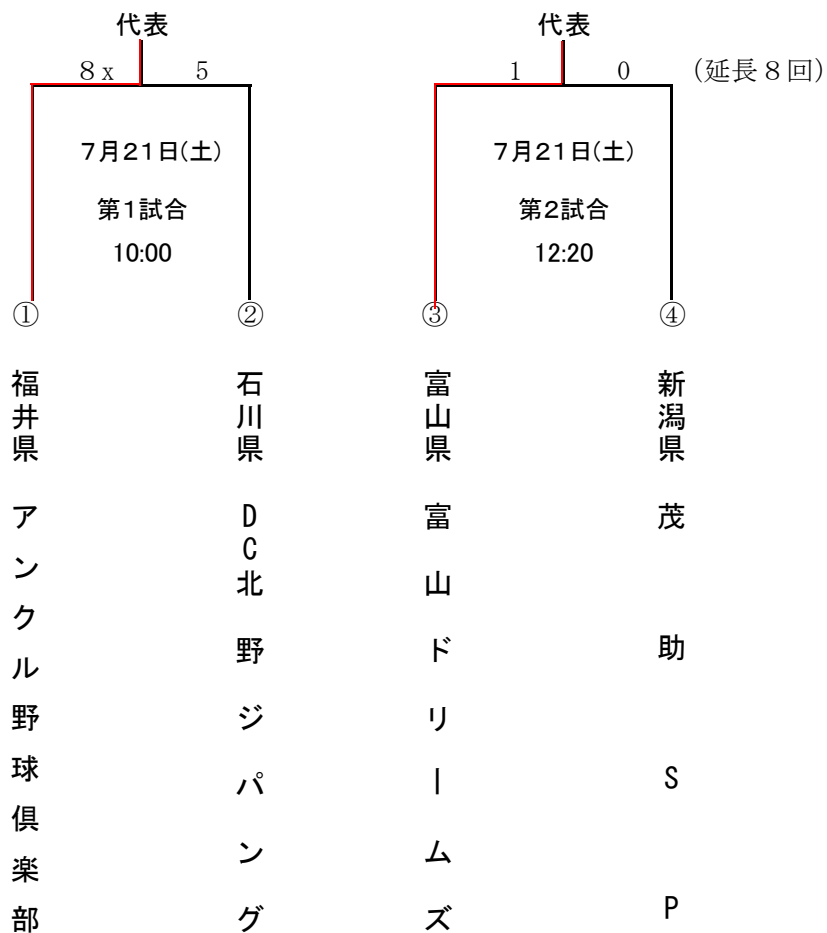 代表 代表
8x 5 1 0 (延長8回)
7月21日(土) 7月21日(土)
第1試合 第2試合
10:00 12:20
① ② ③ ④
福井県 アンクル野球倶楽部
石川県 DC北野ジパング
富山県 富山ドリームズ
新潟県 茂助SP